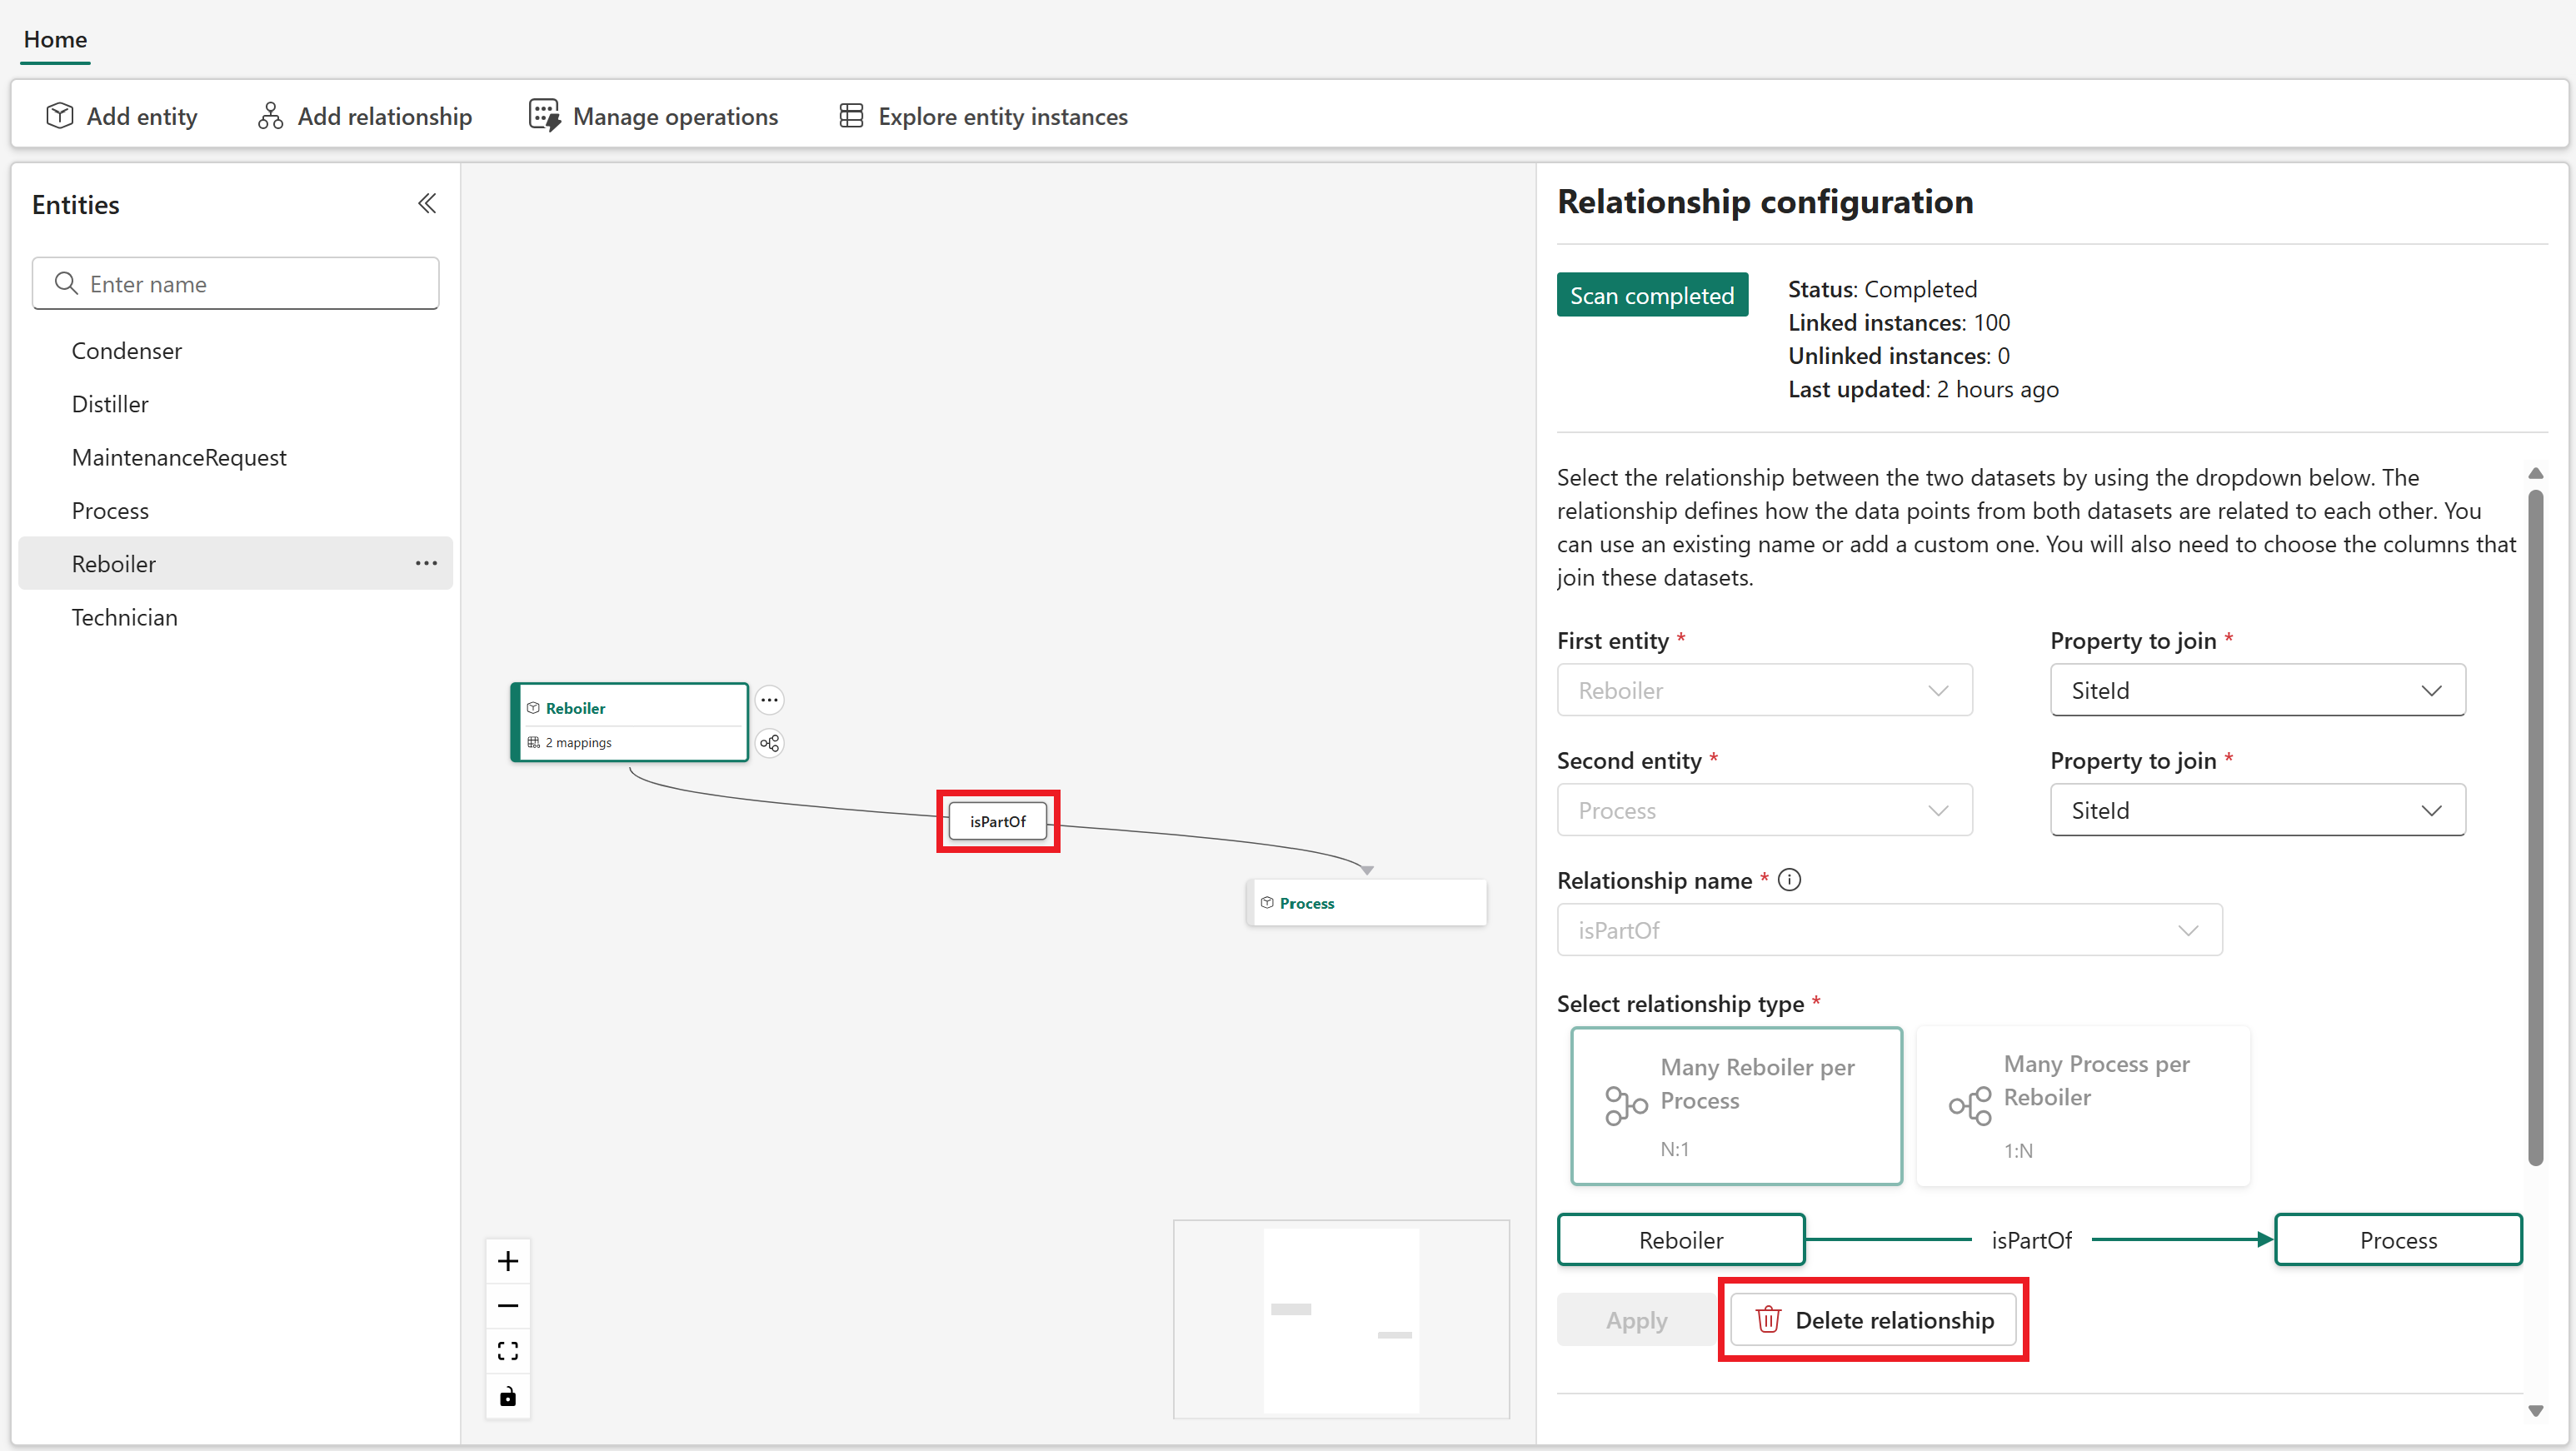 Home
Add entity
Add relationship
Manage operations
Explore entity instances
Entities
Enter name
Condenser
Distiller
MaintenanceRequest
Process
Reboiler
Technician
Reboiler
2 mappings
isPartOf
Process
Relationship configuration
Scan completed
Status: Completed
Linked instances: 100
Unlinked instances: 0
Last updated: 2 hours ago
Select the relationship between the two datasets by using the dropdown below. The
relationship defines how the data points from both datasets are related to each other. You
can use an existing name or add a custom one. You will also need to choose the columns that
join these datasets.
First entity *
Property to join *
Reboiler
SiteId
Second entity *
Property to join *
Process
SiteId
Relationship name *
isPartOf
Select relationship type *
Many Reboiler per
Process
N:1
Many Process per
Reboiler
1:N
Reboiler
isPartOf
Process
Apply
Delete relationship